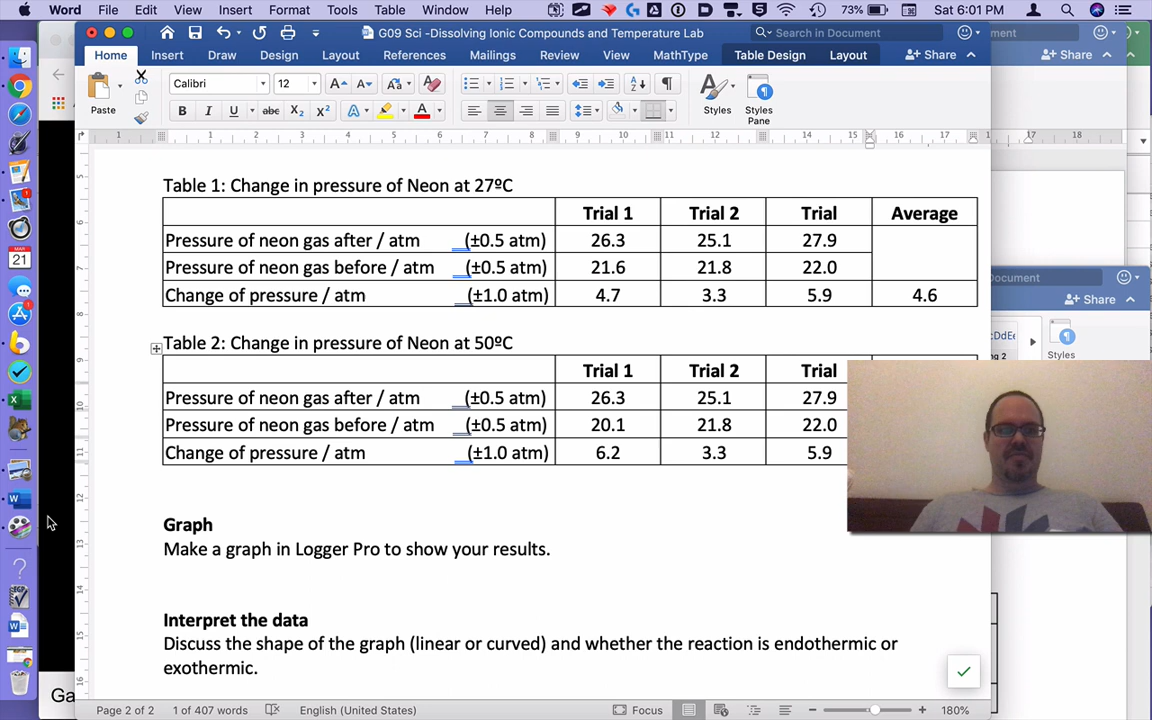 Word File Edit View Insert Format Tools Table Window Help 73% Sat 6:01 PM
G09 Sci -Dissolving Ionic Compounds and Temperature Lab
Search in Document
Home Insert Draw Design Layout References Mailings Review View MathType Table Design Layout Share
Share
Paste
Calibri 12
Styles
Styles Pane
Table 1: Change in pressure of Neon at 27ºC
Trial 1 Trial 2 Trial Average
Pressure of neon gas after / atm (±0.5 atm) 26.3 25.1 27.9
Pressure of neon gas before / atm (±0.5 atm) 21.6 21.8 22.0
Change of pressure / atm (±1.0 atm) 4.7 3.3 5.9 4.6
Table 2: Change in pressure of Neon at 50ºC
Trial 1 Trial 2 Trial
Pressure of neon gas after / atm (±0.5 atm) 26.3 25.1 27.9
Pressure of neon gas before / atm (±0.5 atm) 20.1 21.8 22.0
Change of pressure / atm (±1.0 atm) 6.2 3.3 5.9
Graph
Make a graph in Logger Pro to show your results.
Interpret the data
Discuss the shape of the graph (linear or curved) and whether the reaction is endothermic or
exothermic.
Page 2 of 2 1 of 407 words English (United States) Focus 180%
MAR
21
Document
Share
Styles
Pane